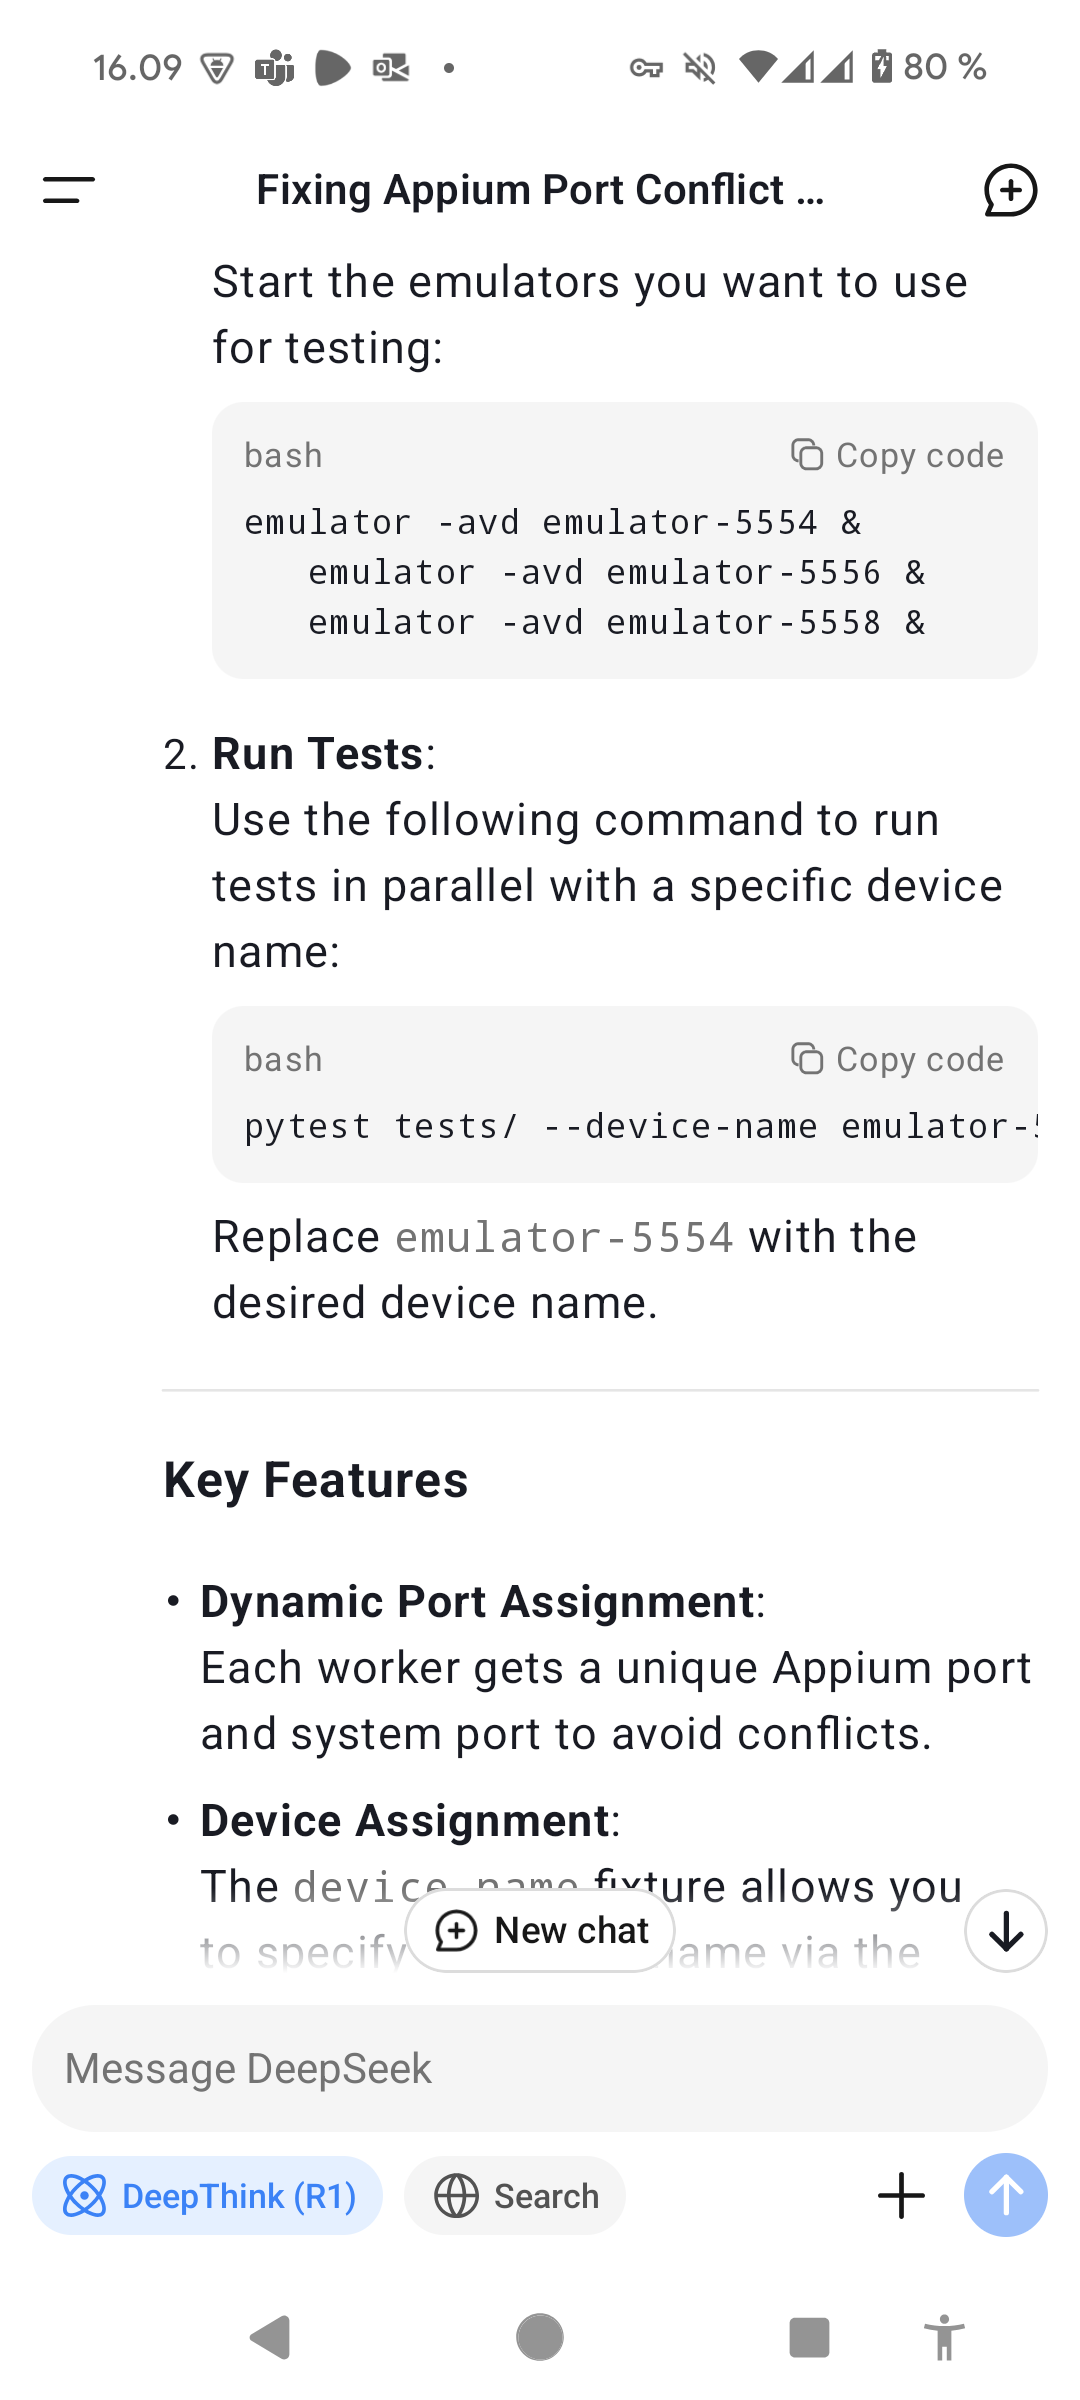 16.09
80 %
Fixing Appium Port Conflict ...
Start the emulators you want to use
for testing:
bash
Copy code
emulator -avd emulator-5554 &
emulator -avd emulator-5556 &
emulator -avd emulator-5558 &
2. Run Tests:
Use the following command to run
tests in parallel with a specific device
name:
bash
Copy code
pytest tests/ --device-name emulator-5
Replace emulator-5554 with the
desired device name.
Key Features
• Dynamic Port Assignment:
Each worker gets a unique Appium port
and system port to avoid conflicts.
• Device Assignment:
The device_name fixture allows you
to specify name via the
New chat
Message DeepSeek
DeepThink (R1)
Search